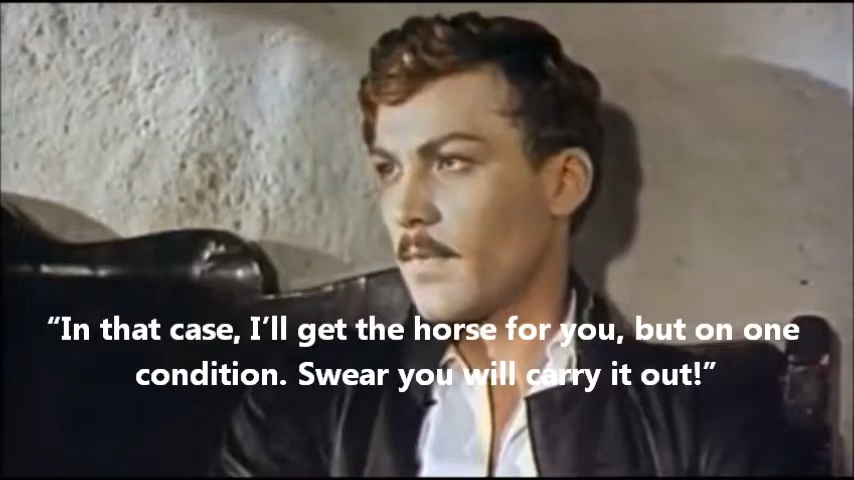 “In that case, I’ll get the horse for you, but on one
condition. Swear you will carry it out!”